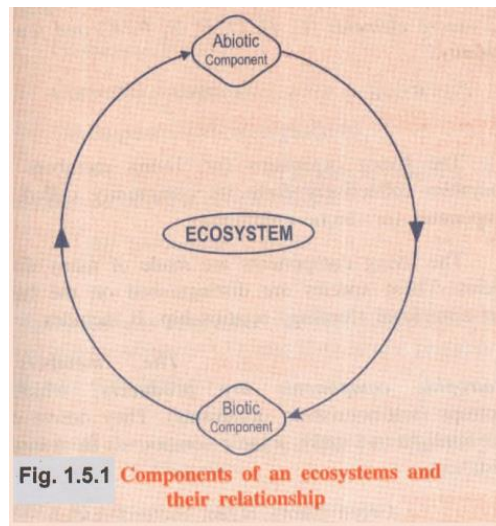 Abiotic
Component
ECOSYSTEM
Biotic
Component
Fig. 1.5.1 Components of an ecosystems and
their relationship